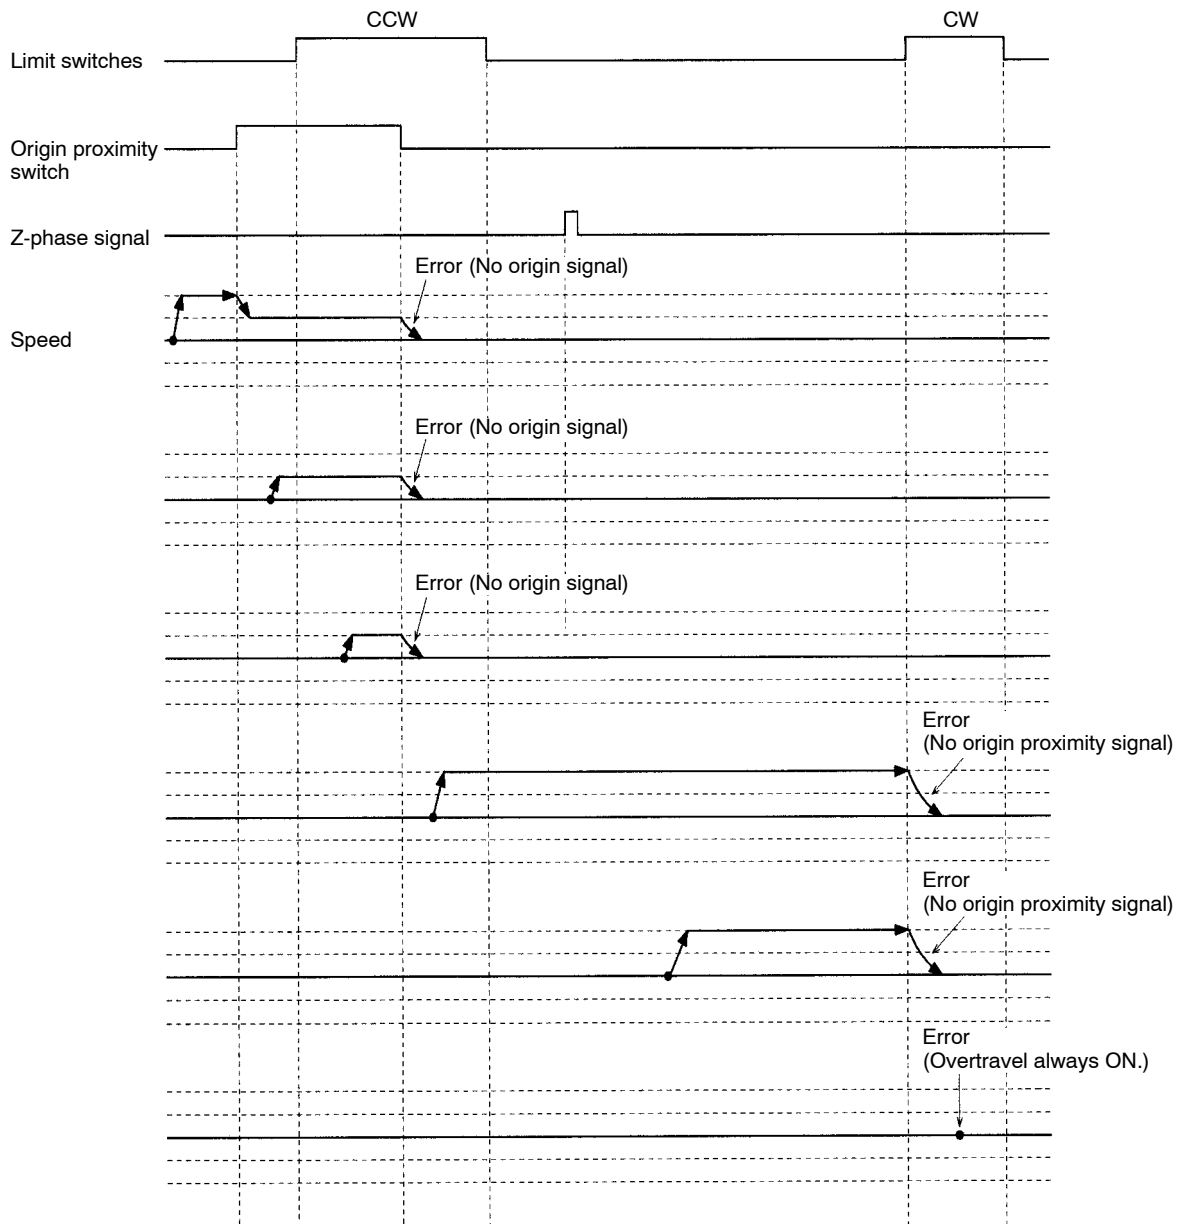 CCW
CW
Limit switches
Origin proximity
switch
Z-phase signal
Error (No origin signal)
Speed
Error (No origin signal)
Error (No origin signal)
Error
(No origin proximity signal)
Error
(No origin proximity signal)
Error
(Overtravel always ON.)